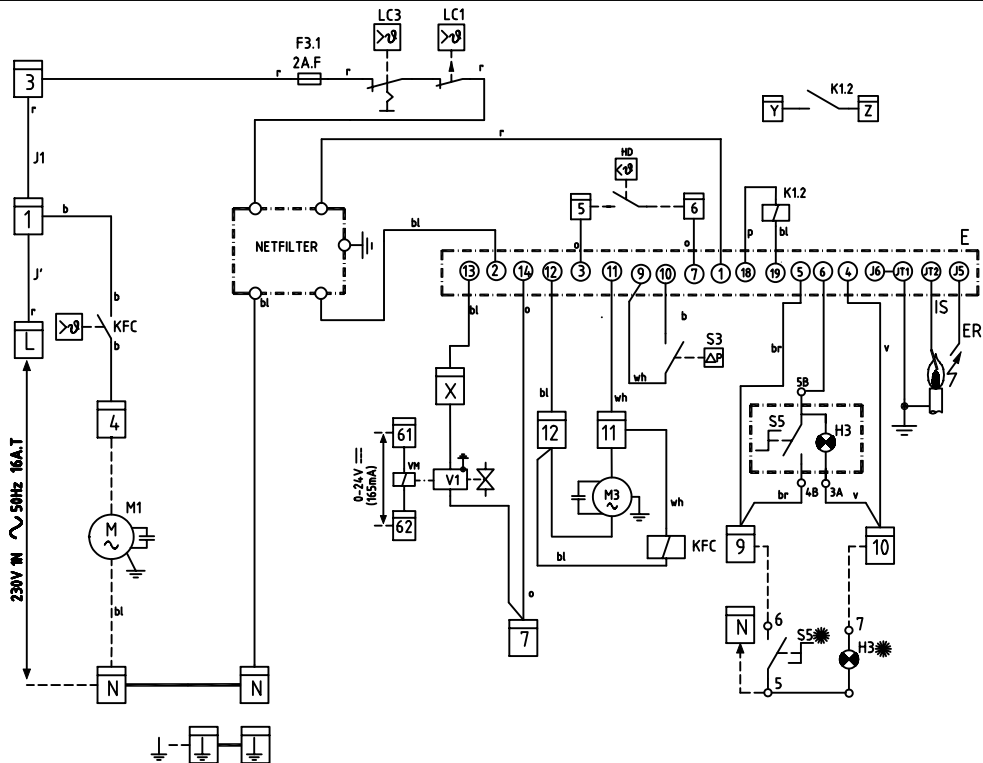 LC3 LC1
>ϑ >ϑ
F3.1
2A.F
3 r r r
r
K1.2
Y Z
r
J1
HD
<ϑ
K1.2
1 b
5 6
bl
NETFILTER
o o p bl
E
13 2 14 12 3 11 9 10 7 1 18 19 5 6 4 J6 JT1 JT2 J5
J'
b
bl
bl o
IS
r
>ϑ KFC
b
S3
ER
L
b
br v
ΔP
X
wh
5B
bl
wh
4
S5 H3
61
12 11
0-24V
(165mA)
VM V1
br 4B 3A v
M3
~
wh
230V 1N ~ 50Hz 16A.T
M1
M
~
62
9 10
KFC
bl
bl
o
N 6 7
7
S5
H3
N N
5